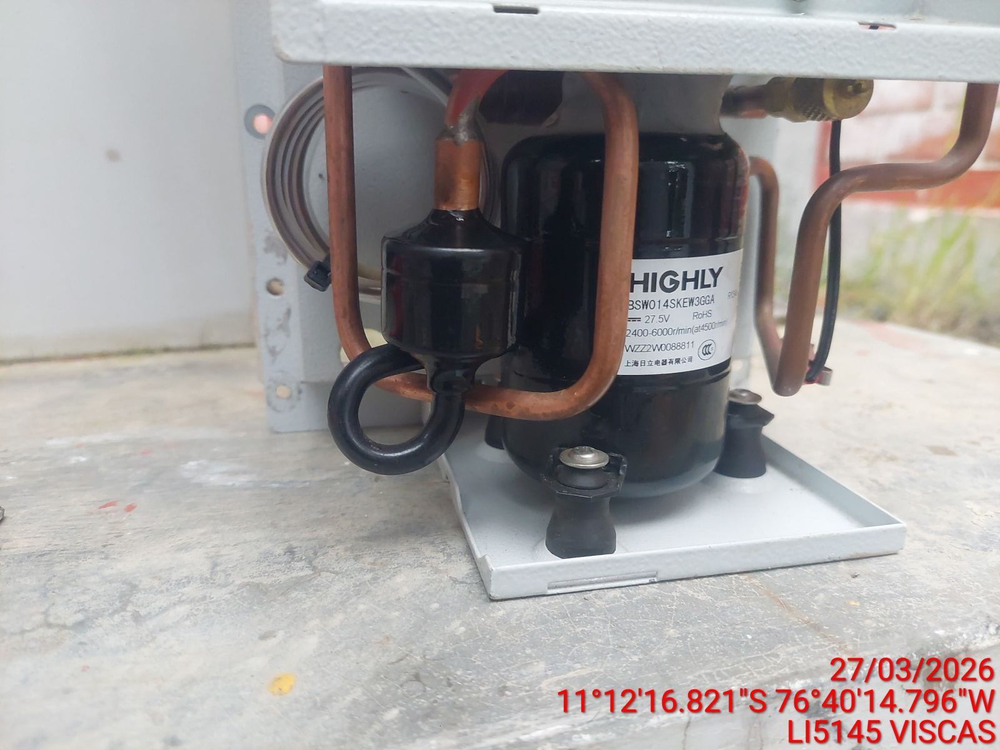 HIGHLY
BSW014SKEW3GGA
27.5V RoHS
2400-6000r/min(at4500r/min)
WZZ2W0088811
上海日立电器有限公司
27/03/2026
11°12'16.821"S 76°40'14.796"W
LI5145 VISCAS